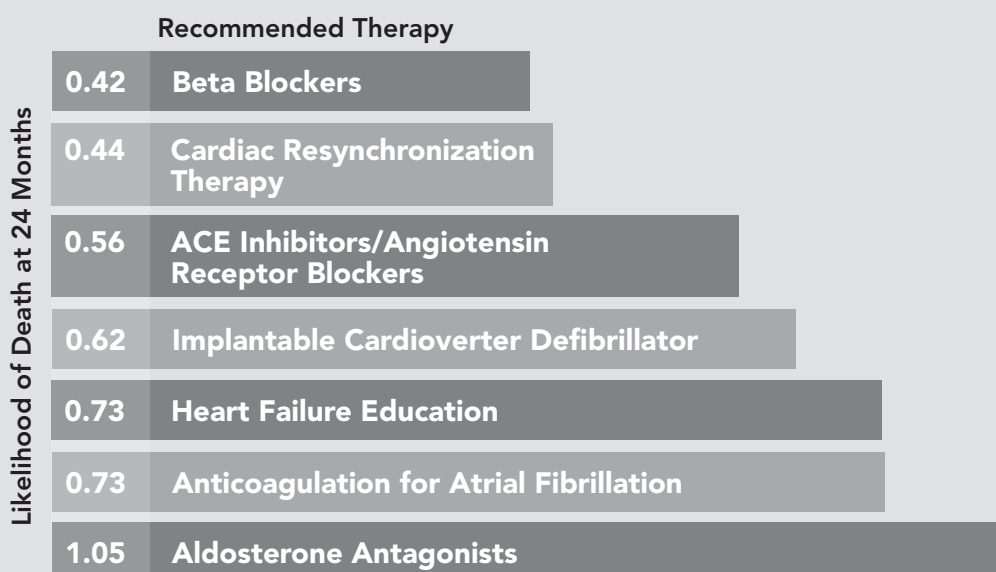 Recommended Therapy
Likelihood of Death at 24 Months
0.42 Beta Blockers
0.44 Cardiac Resynchronization
Therapy
0.56 ACE Inhibitors/Angiotensin
Receptor Blockers
0.62 Implantable Cardioverter Defibrillator
0.73 Heart Failure Education
0.73 Anticoagulation for Atrial Fibrillation
1.05 Aldosterone Antagonists